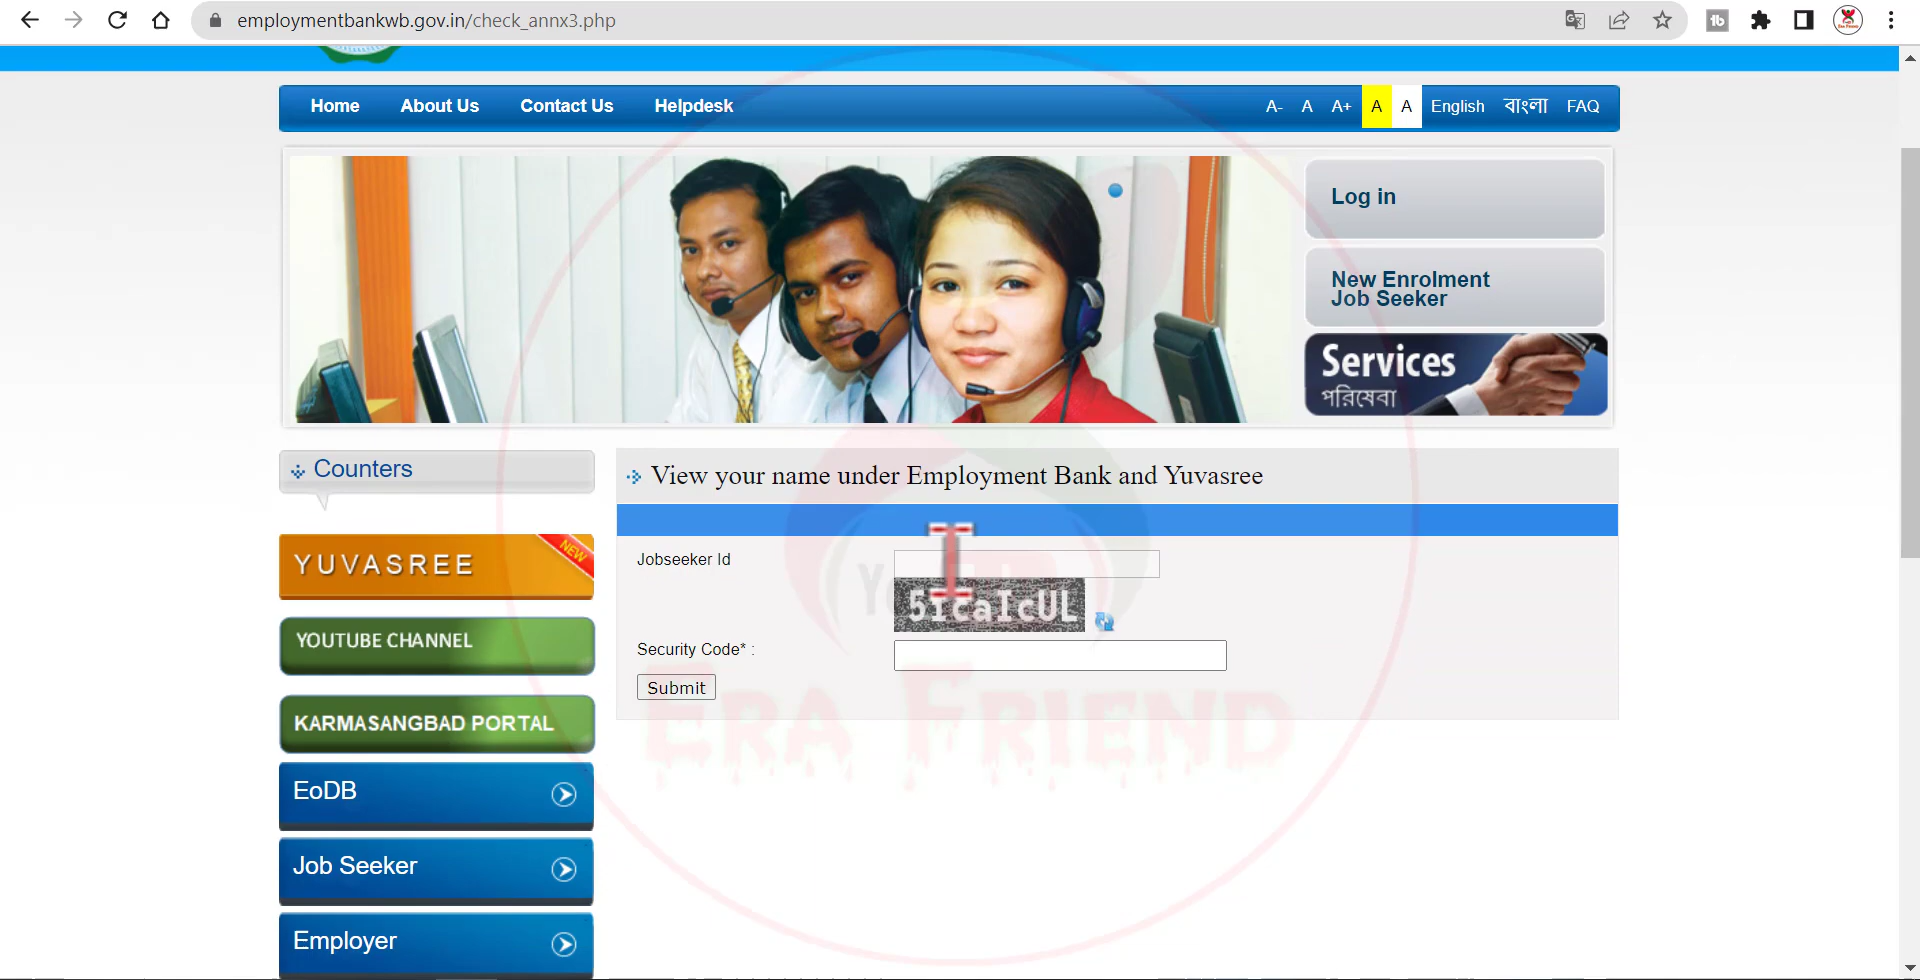 employmentbankwb.gov.in/check_annx3.php
Home About Us Contact Us Helpdesk A- A A+ A A English বাংলা FAQ
Log in
New Enrolment
Job Seeker
Services
পরিষেবা
Counters
View your name under Employment Bank and Yuvasree
YUVASREE
NEW
Jobseeker Id
5IcaIcUL
YOUTUBE CHANNEL
Security Code* :
Submit
KARMASANGBAD PORTAL
ERA FRIEND
EoDB
Job Seeker
Employer